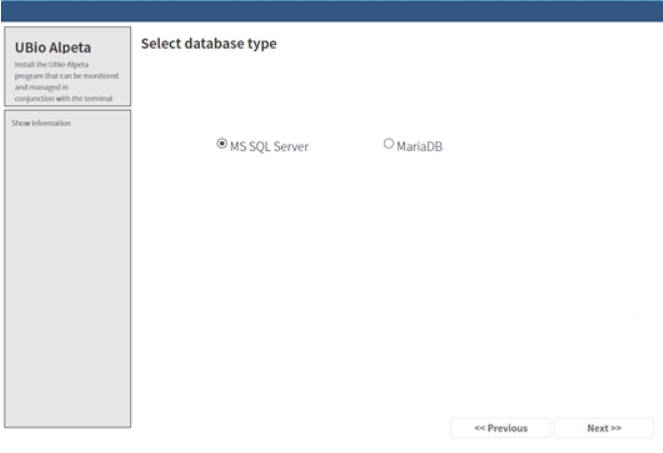 UBio Alpeta
Install the UBio Alpeta
program that can be monitored
and managed in
conjunction with the terminal
Show information
Select database type
MS SQL Server
MariaDB
<< Previous
Next >>